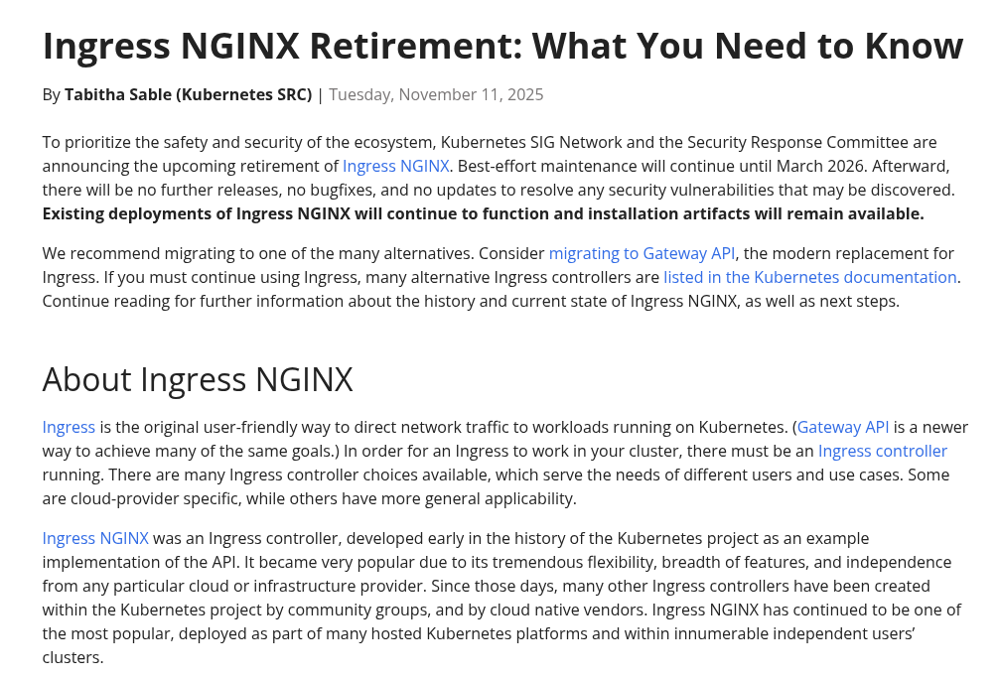 Ingress NGINX Retirement: What You Need to Know
By Tabitha Sable (Kubernetes SRC) | Tuesday, November 11, 2025
To prioritize the safety and security of the ecosystem, Kubernetes SIG Network and the Security Response Committee are
announcing the upcoming retirement of Ingress NGINX. Best-effort maintenance will continue until March 2026. Afterward,
there will be no further releases, no bugfixes, and no updates to resolve any security vulnerabilities that may be discovered.
Existing deployments of Ingress NGINX will continue to function and installation artifacts will remain available.
We recommend migrating to one of the many alternatives. Consider migrating to Gateway API, the modern replacement for
Ingress. If you must continue using Ingress, many alternative Ingress controllers are listed in the Kubernetes documentation.
Continue reading for further information about the history and current state of Ingress NGINX, as well as next steps.
About Ingress NGINX
Ingress is the original user-friendly way to direct network traffic to workloads running on Kubernetes. (Gateway API is a newer
way to achieve many of the same goals.) In order for an Ingress to work in your cluster, there must be an Ingress controller
running. There are many Ingress controller choices available, which serve the needs of different users and use cases. Some
are cloud-provider specific, while others have more general applicability.
Ingress NGINX was an Ingress controller, developed early in the history of the Kubernetes project as an example
implementation of the API. It became very popular due to its tremendous flexibility, breadth of features, and independence
from any particular cloud or infrastructure provider. Since those days, many other Ingress controllers have been created
within the Kubernetes project by community groups, and by cloud native vendors. Ingress NGINX has continued to be one of
the most popular, deployed as part of many hosted Kubernetes platforms and within innumerable independent users’
clusters.